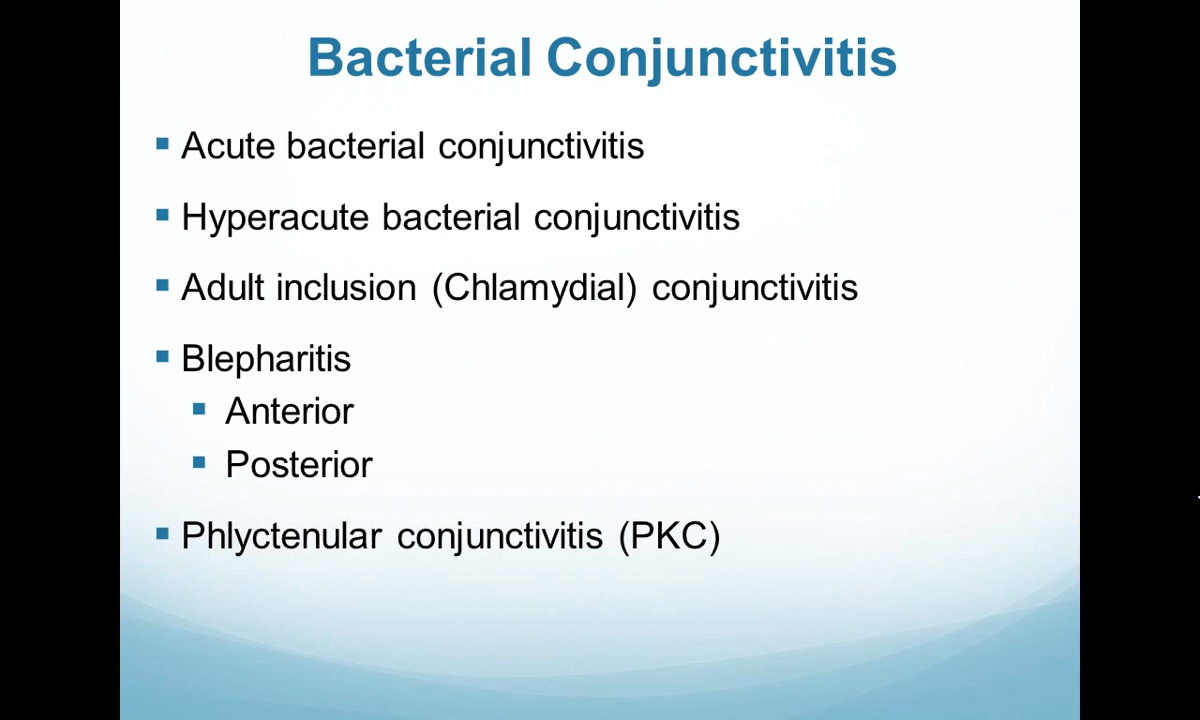 Bacterial Conjunctivitis
▪ Acute bacterial conjunctivitis
▪ Hyperacute bacterial conjunctivitis
▪ Adult inclusion (Chlamydial) conjunctivitis
▪ Blepharitis
▪ Anterior
▪ Posterior
▪ Phlyctenular conjunctivitis (PKC)